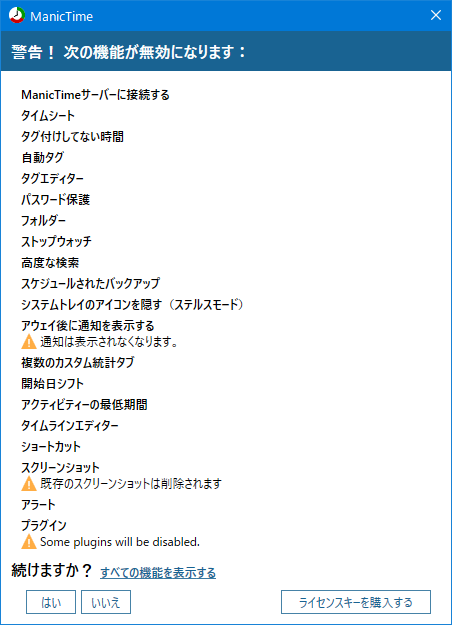 ManicTime
警告！ 次の機能が無効になります：
ManicTimeサーバーに接続する
タイムシート
タグ付けしてない時間
自動タグ
タグエディター
パスワード保護
フォルダー
ストップウォッチ
高度な検索
スケジュールされたバックアップ
システムトレイのアイコンを隠す（ステルスモード）
アウェイ後に通知を表示する
通知は表示されなくなります。
複数のカスタム統計タブ
開始日シフト
アクティビティーの最低期間
タイムラインエディター
ショートカット
スクリーンショット
既存のスクリーンショットは削除されます
アラート
プラグイン
Some plugins will be disabled.
続けますか？ すべての機能を表示する
はい いいえ ライセンスキーを購入する